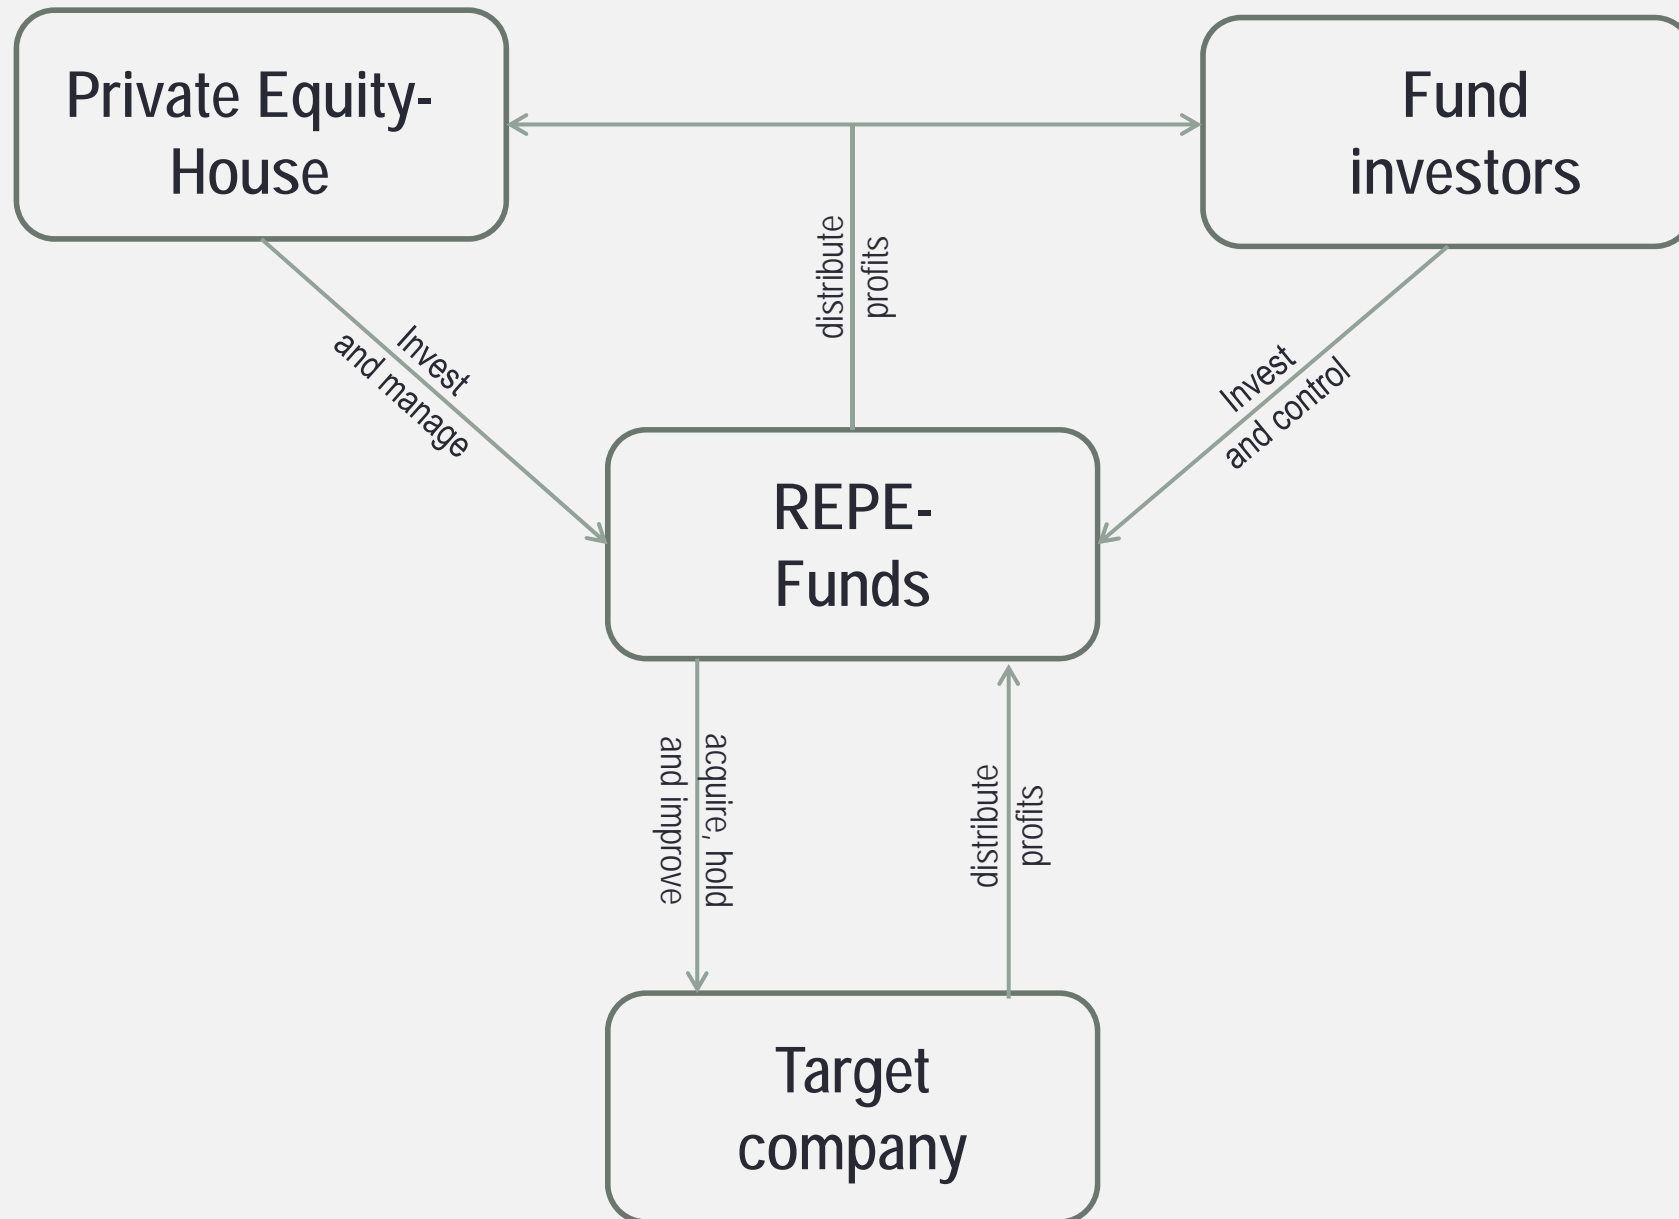 Private Equity-
House
Fund
investors
distribute
profits
Invest
and manage
Invest
and control
REPE-
Funds
acquire, hold
and improve
distribute
profits
Target
company